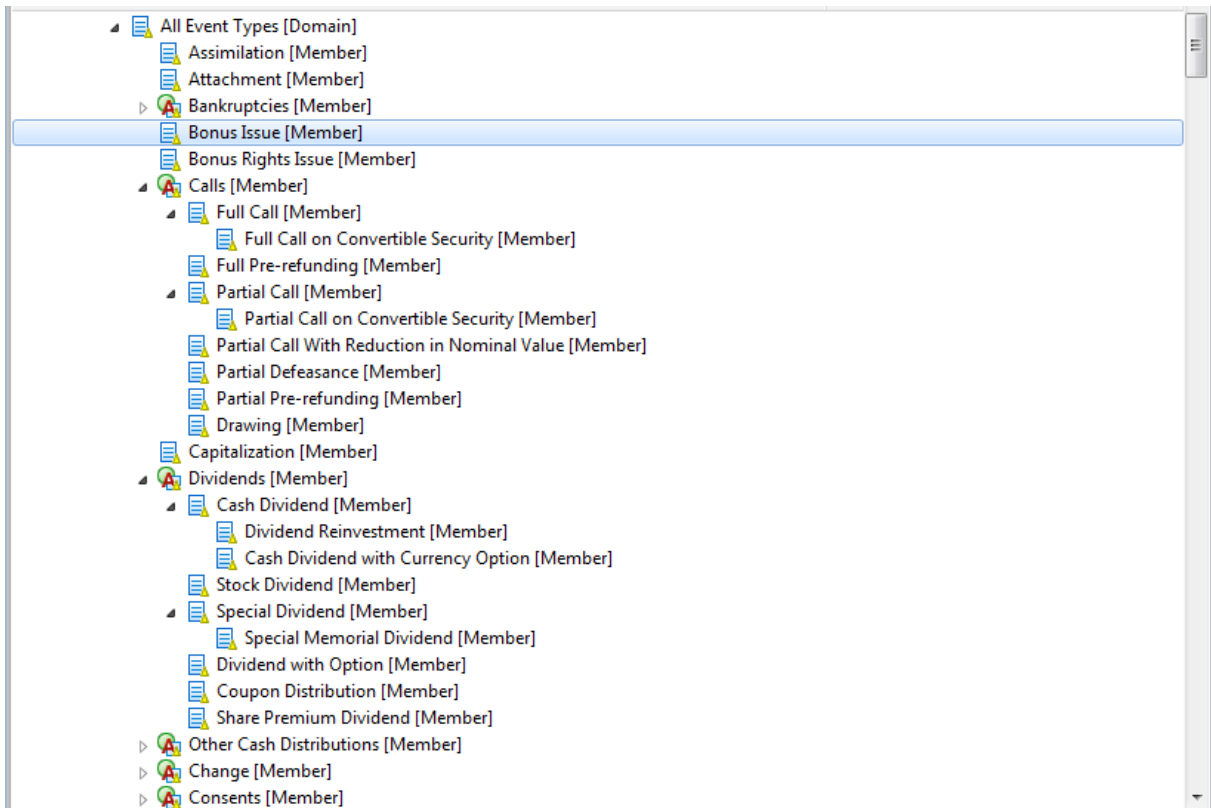 All Event Types [Domain]
Assimilation [Member]
Attachment [Member]
Bankruptcies [Member]
Bonus Issue [Member]
Bonus Rights Issue [Member]
Calls [Member]
Full Call [Member]
Full Call on Convertible Security [Member]
Full Pre-refunding [Member]
Partial Call [Member]
Partial Call on Convertible Security [Member]
Partial Call With Reduction in Nominal Value [Member]
Partial Defeasance [Member]
Partial Pre-refunding [Member]
Drawing [Member]
Capitalization [Member]
Dividends [Member]
Cash Dividend [Member]
Dividend Reinvestment [Member]
Cash Dividend with Currency Option [Member]
Stock Dividend [Member]
Special Dividend [Member]
Special Memorial Dividend [Member]
Dividend with Option [Member]
Coupon Distribution [Member]
Share Premium Dividend [Member]
Other Cash Distributions [Member]
Change [Member]
Consents [Member]